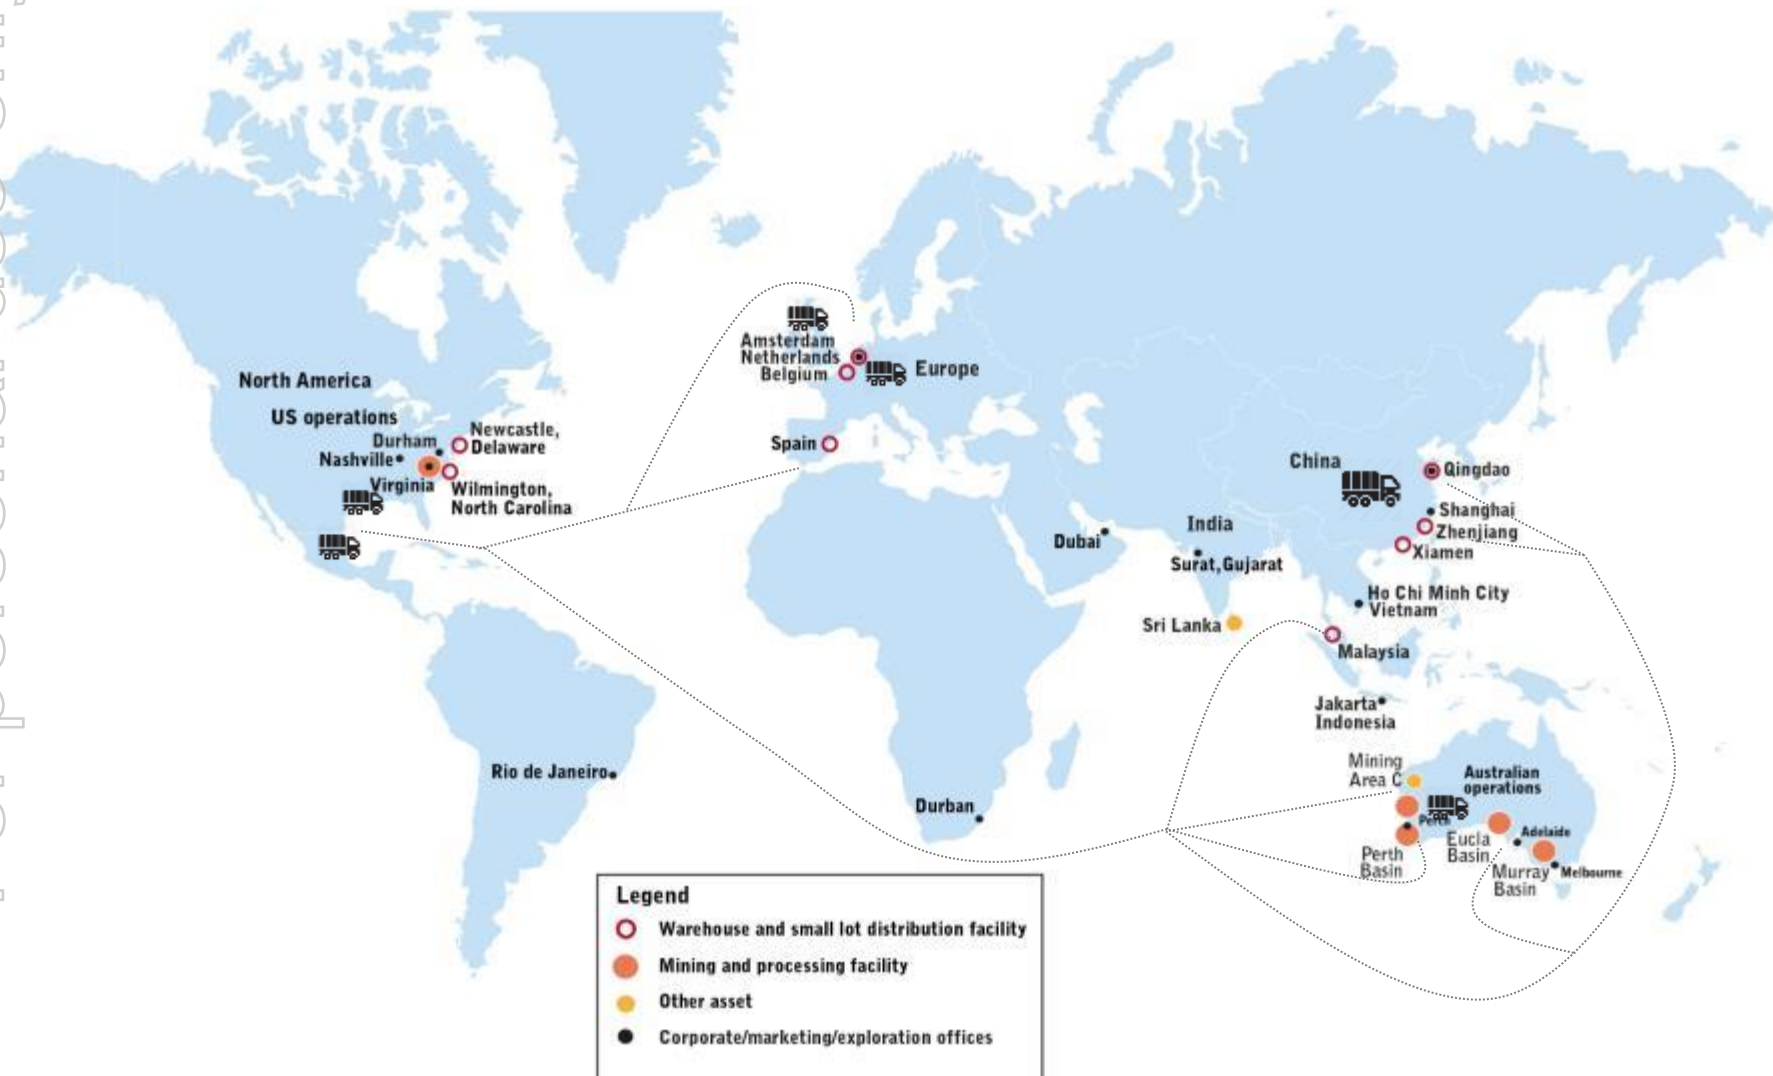 North America
US operations
Durham
Nashville
Virginia
Newcastle,
Delaware
Wilmington,
North Carolina
Amsterdam
Netherlands
Belgium
Europe
Spain
China
Qingdao
Shanghai
Zhenjiang
Xiamen
Dubai
India
Surat,Gujarat
Sri Lanka
Ho Chi Minh City
Vietnam
Malaysia
Jakarta
Indonesia
Rio de Janeiro
Durban
Mining
Area C
Australian
operations
Perth
Perth
Basin
Eucla
Basin
Adelaide
Murray
Basin
Melbourne
Legend
Warehouse and small lot distribution facility
Mining and processing facility
Other asset
Corporate/marketing/exploration offices